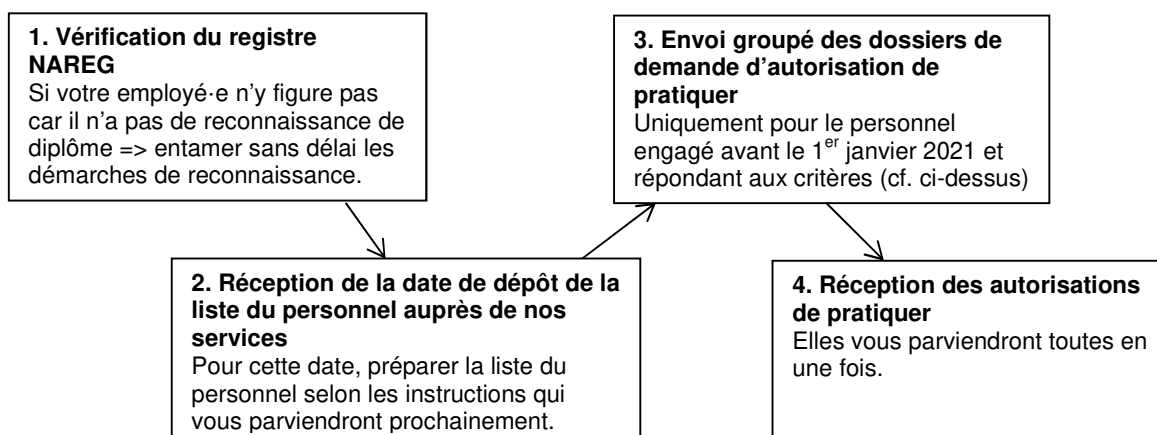 1. Vérification du registre
NAREG
Si votre employé·e n'y figure pas
car il n'a pas de reconnaissance de
diplôme => entamer sans délai les
démarches de reconnaissance.
2. Réception de la date de dépôt de la
liste du personnel auprès de nos
services
Pour cette date, préparer la liste du
personnel selon les instructions qui
vous parviendront prochainement.
3. Envoi groupé des dossiers de
demande d'autorisation de
pratiquer
Uniquement pour le personnel
engagé avant le 1er janvier 2021 et
répondant aux critères (cf. ci-dessus)
4. Réception des autorisations
de pratiquer
Elles vous parviendront toutes en
une fois.